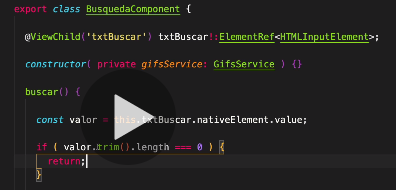 export class BusquedaComponent {
@ViewChild('txtBuscar') txtBuscar!:ElementRef<HTMLInputElement>;
constructor( private gifsService: GifsService ) {}
buscar() {
const valor = this.txtBuscar.nativeElement.value;
if ( valor.trim().length === 0 ) {
return;
}